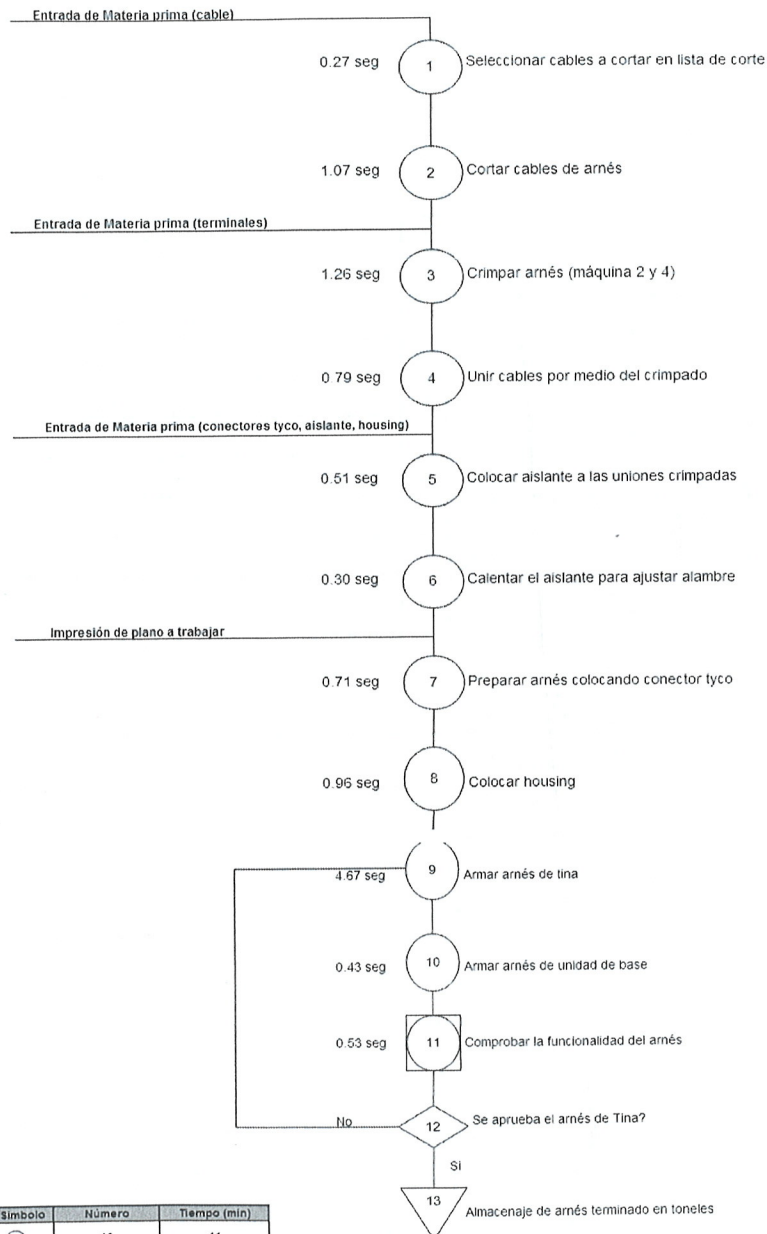 Entrada de Materia prima (cable)
0.27 seg 1 Seleccionar cables a cortar en lista de corte
1.07 seg 2 Cortar cables de arnés
Entrada de Materia prima (terminales)
1.26 seg 3 Crimpar arnés (máquina 2 y 4)
0.79 seg 4 Unir cables por medio del crimpado
Entrada de Materia prima (conectores tyco, aislante, housing)
0.51 seg 5 Colocar aislante a las uniones crimpadas
0.30 seg 6 Calentar el aislante para ajustar alambre
Impresión de plano a trabajar
0.71 seg 7 Preparar arnés colocando conector tyco
0.96 seg 8 Colocar housing
4.67 seg 9 Armar arnés de tina
0.43 seg 10 Armar arnés de unidad de base
0.53 seg 11 Comprobar la funcionalidad del arnés
No 12 Se aprueba el arnés de Tina?
Si
13 Almacenaje de arnés terminado en toneles
Símbolo Número Tiempo (min)